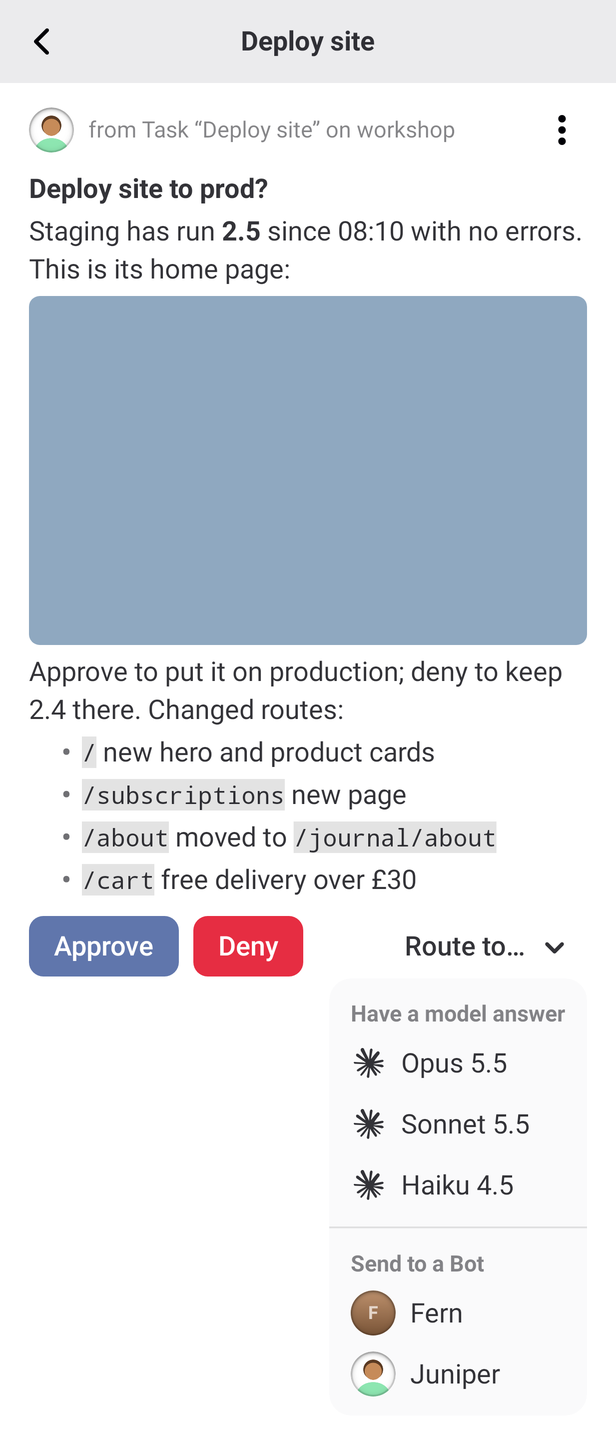 Deploy site
from Task “Deploy site” on workshop
Deploy site to prod?
Staging has run 2.5 since 08:10 with no errors.
This is its home page:
Approve to put it on production; deny to keep
2.4 there. Changed routes:
• / new hero and product cards
• /subscriptions new page
• /about moved to /journal/about
• /cart free delivery over £30
Approve Deny Route to...
Have a model answer
Opus 5.5
Sonnet 5.5
Haiku 4.5
Send to a Bot
F Fern
Juniper